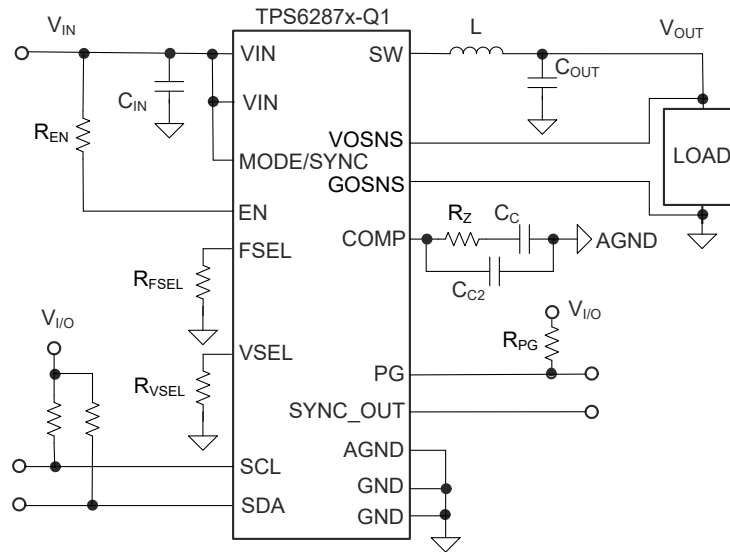 TPS6287x-Q1
VIN
VIN
SW
L
VOUT
COUT
CIN
VIN
REN
VOSNS
LOAD
MODE/SYNC
GOSNS
EN
RZ
CC
COMP
AGND
FSEL
CC2
RFSEL
VI/O
VI/O
VSEL
RPG
RVSEL
PG
SYNC_OUT
AGND
SCL
GND
SDA
GND